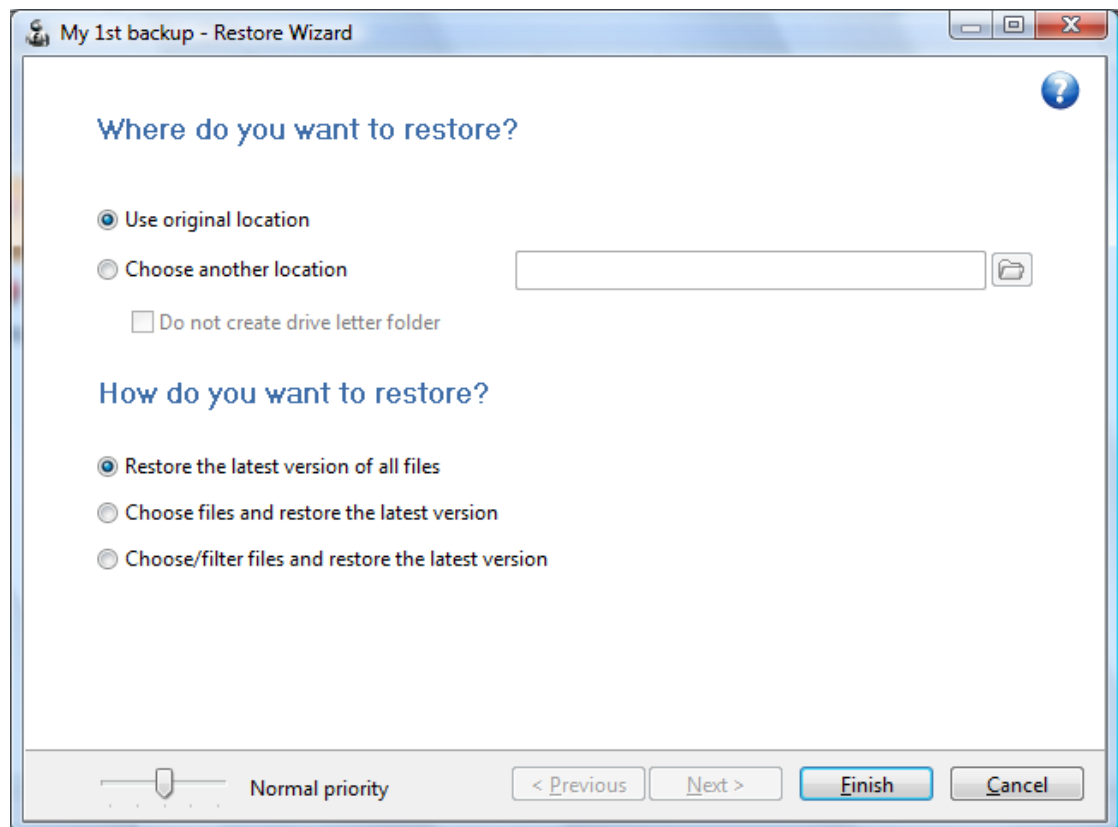 My 1st backup - Restore Wizard
Where do you want to restore?
Use original location
Choose another location
Do not create drive letter folder
How do you want to restore?
Restore the latest version of all files
Choose files and restore the latest version
Choose/filter files and restore the latest version
Normal priority < Previous Next > Finish Cancel